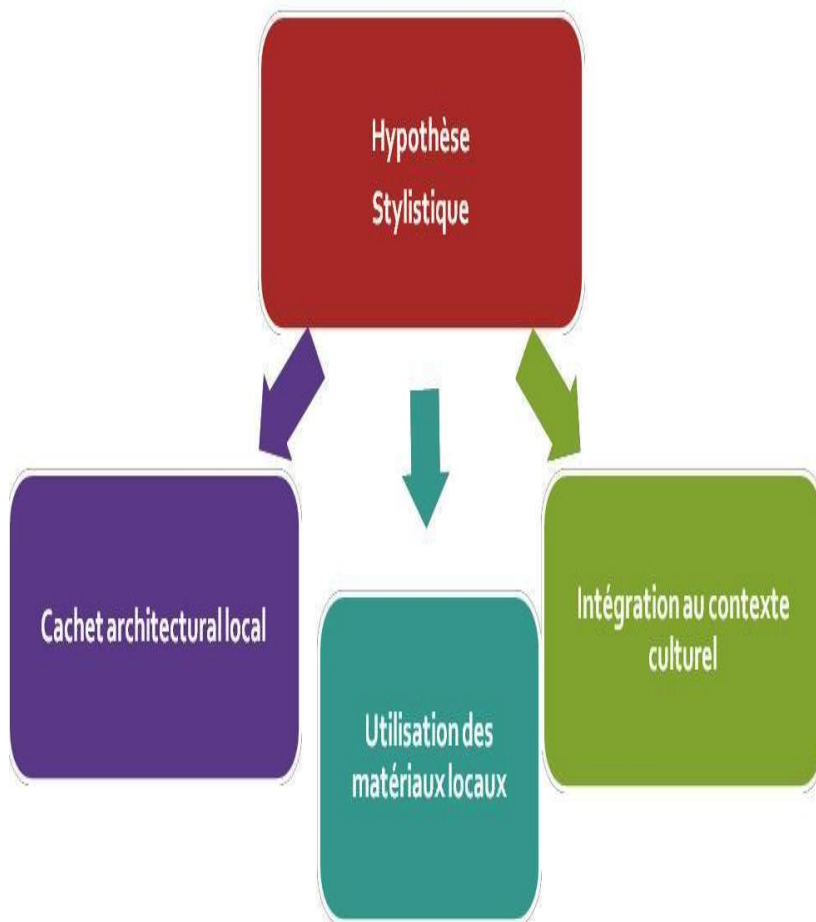 Hypothèse
Stylistique
Cachet architectural local
Utilisation des
matériaux locaux
Intégration au contexte
culturel